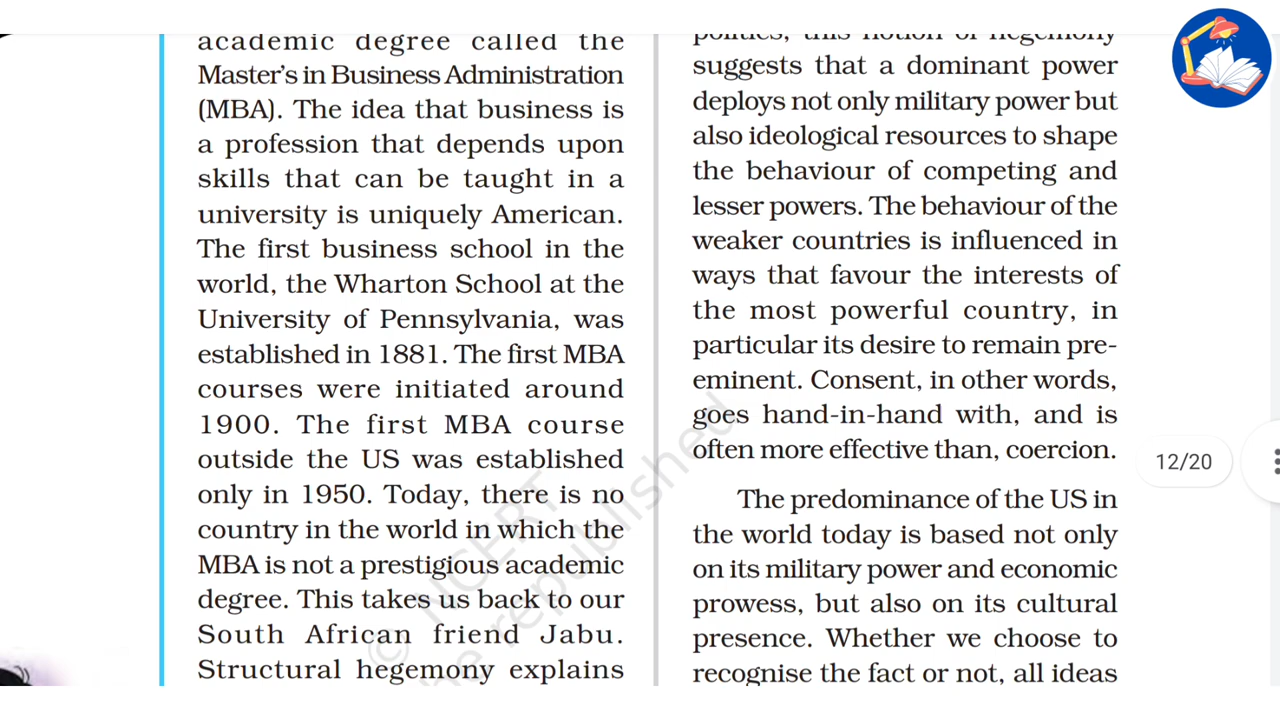 academic degree called the
Master's in Business Administration
(MBA). The idea that business is
a profession that depends upon
skills that can be taught in a
university is uniquely American.
The first business school in the
world, the Wharton School at the
University of Pennsylvania, was
established in 1881. The first MBA
courses were initiated around
1900. The first MBA course
outside the US was established
only in 1950. Today, there is no
country in the world in which the
MBA is not a prestigious academic
degree. This takes us back to our
South African friend Jabu.
Structural hegemony explains
politics, this notion of hegemony
suggests that a dominant power
deploys not only military power but
also ideological resources to shape
the behaviour of competing and
lesser powers. The behaviour of the
weaker countries is influenced in
ways that favour the interests of
the most powerful country, in
particular its desire to remain pre-
eminent. Consent, in other words,
goes hand-in-hand with, and is
often more effective than, coercion.
The predominance of the US in
the world today is based not only
on its military power and economic
prowess, but also on its cultural
presence. Whether we choose to
recognise the fact or not, all ideas
12/20
© NCERT
be republished